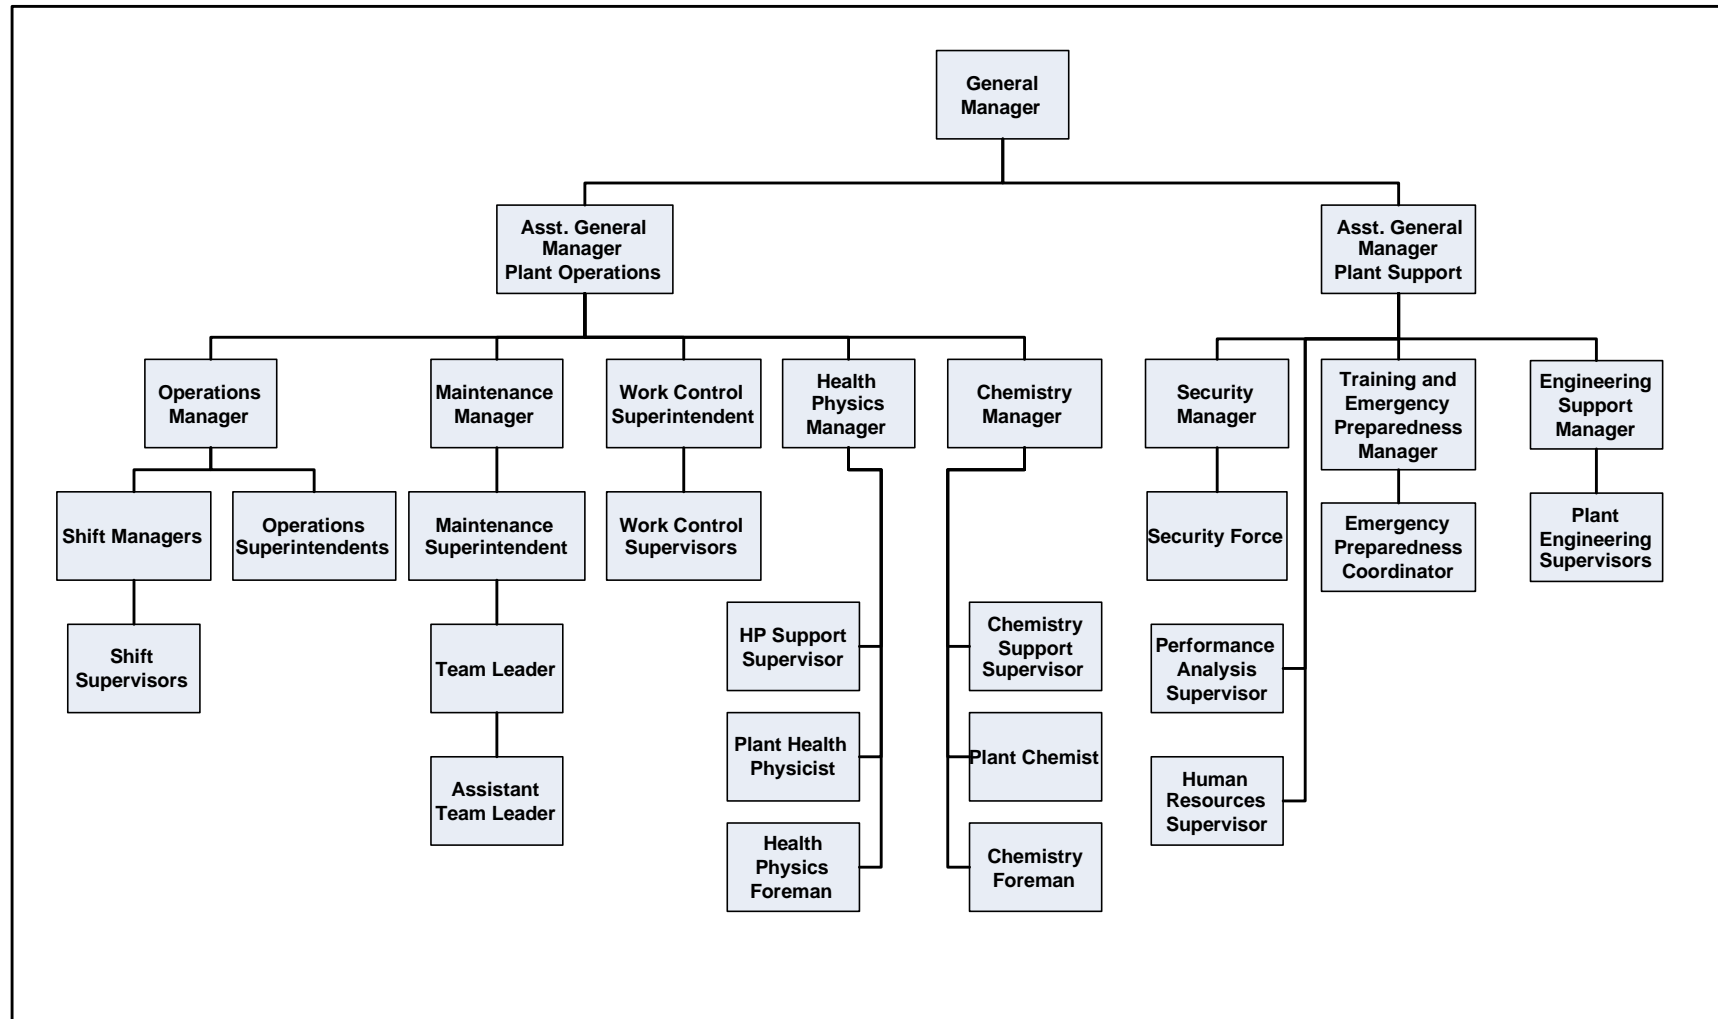 General
Manager
Asst. General
Manager
Plant Operations
Asst. General
Manager
Plant Support
Operations
Manager
Maintenance
Manager
Work Control
Superintendent
Health
Physics
Manager
Chemistry
Manager
Security
Manager
Training and
Emergency
Preparedness
Manager
Engineering
Support
Manager
Shift Managers
Operations
Superintendents
Maintenance
Superintendent
Work Control
Supervisors
Security Force
Emergency
Preparedness
Coordinator
Plant
Engineering
Supervisors
Shift
Supervisors
Team Leader
HP Support
Supervisor
Chemistry
Support
Supervisor
Performance
Analysis
Supervisor
Assistant
Team Leader
Plant Health
Physicist
Plant Chemist
Human
Resources
Supervisor
Health
Physics
Foreman
Chemistry
Foreman